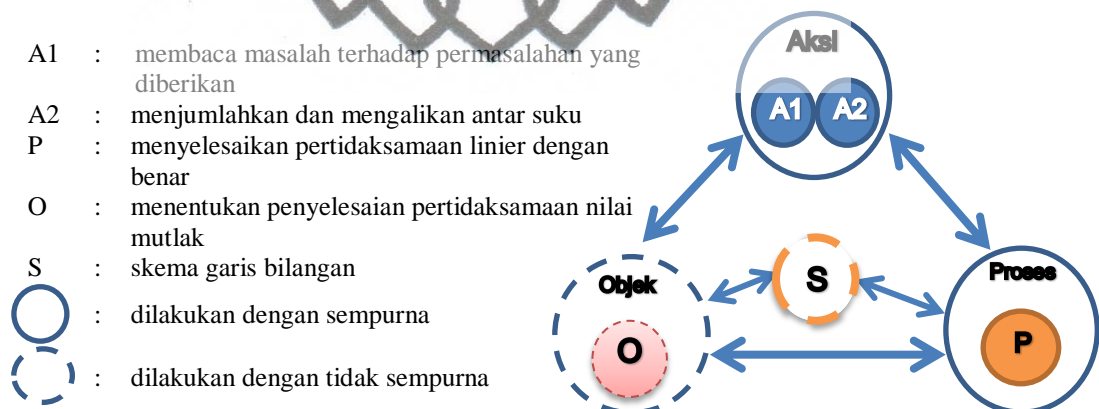 A1 : membaca masalah terhadap permasalahan yang
diberikan
A2 : menjumlahkan dan mengalikan antar suku
P : menyelesaikan pertidaksamaan linier dengan
benar
O : menentukan penyelesaian pertidaksamaan nilai
mutlak
S : skema garis bilangan
: dilakukan dengan sempurna
: dilakukan dengan tidak sempurna
Aksi
A1 A2
Objek
S
Proses
O
P